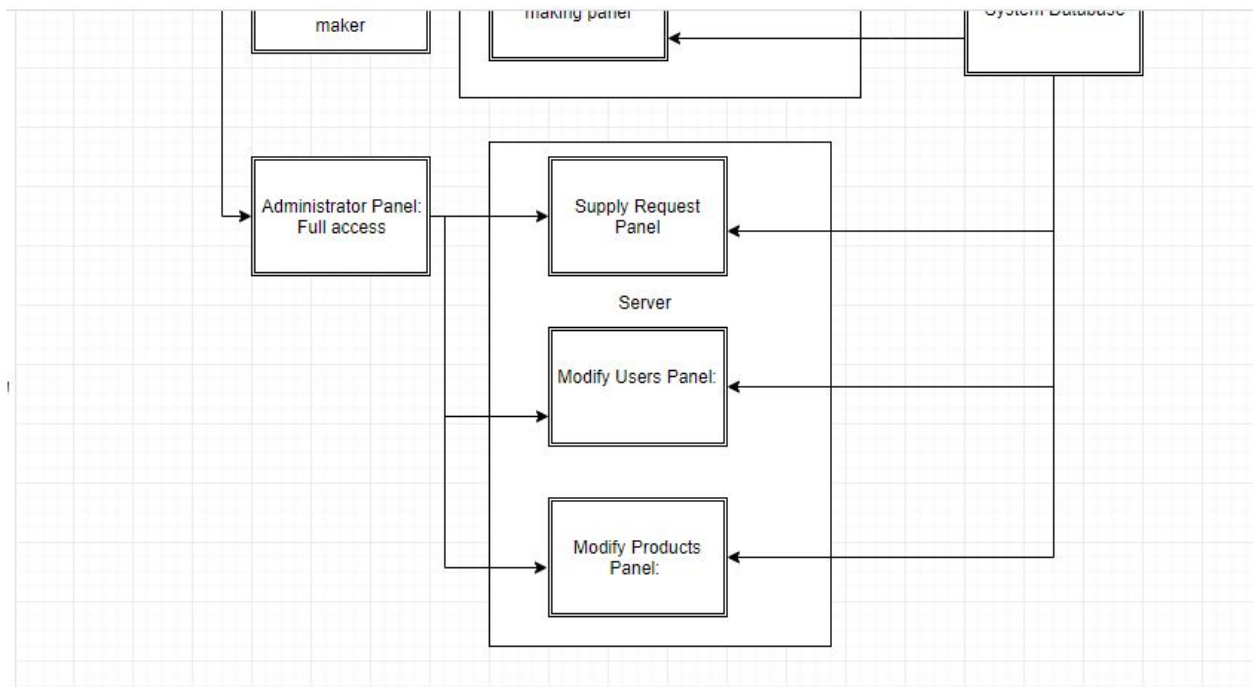 maker
making panel
System Database
Administrator Panel:
Full access
Supply Request
Panel
Server
Modify Users Panel:
Modify Products
Panel: